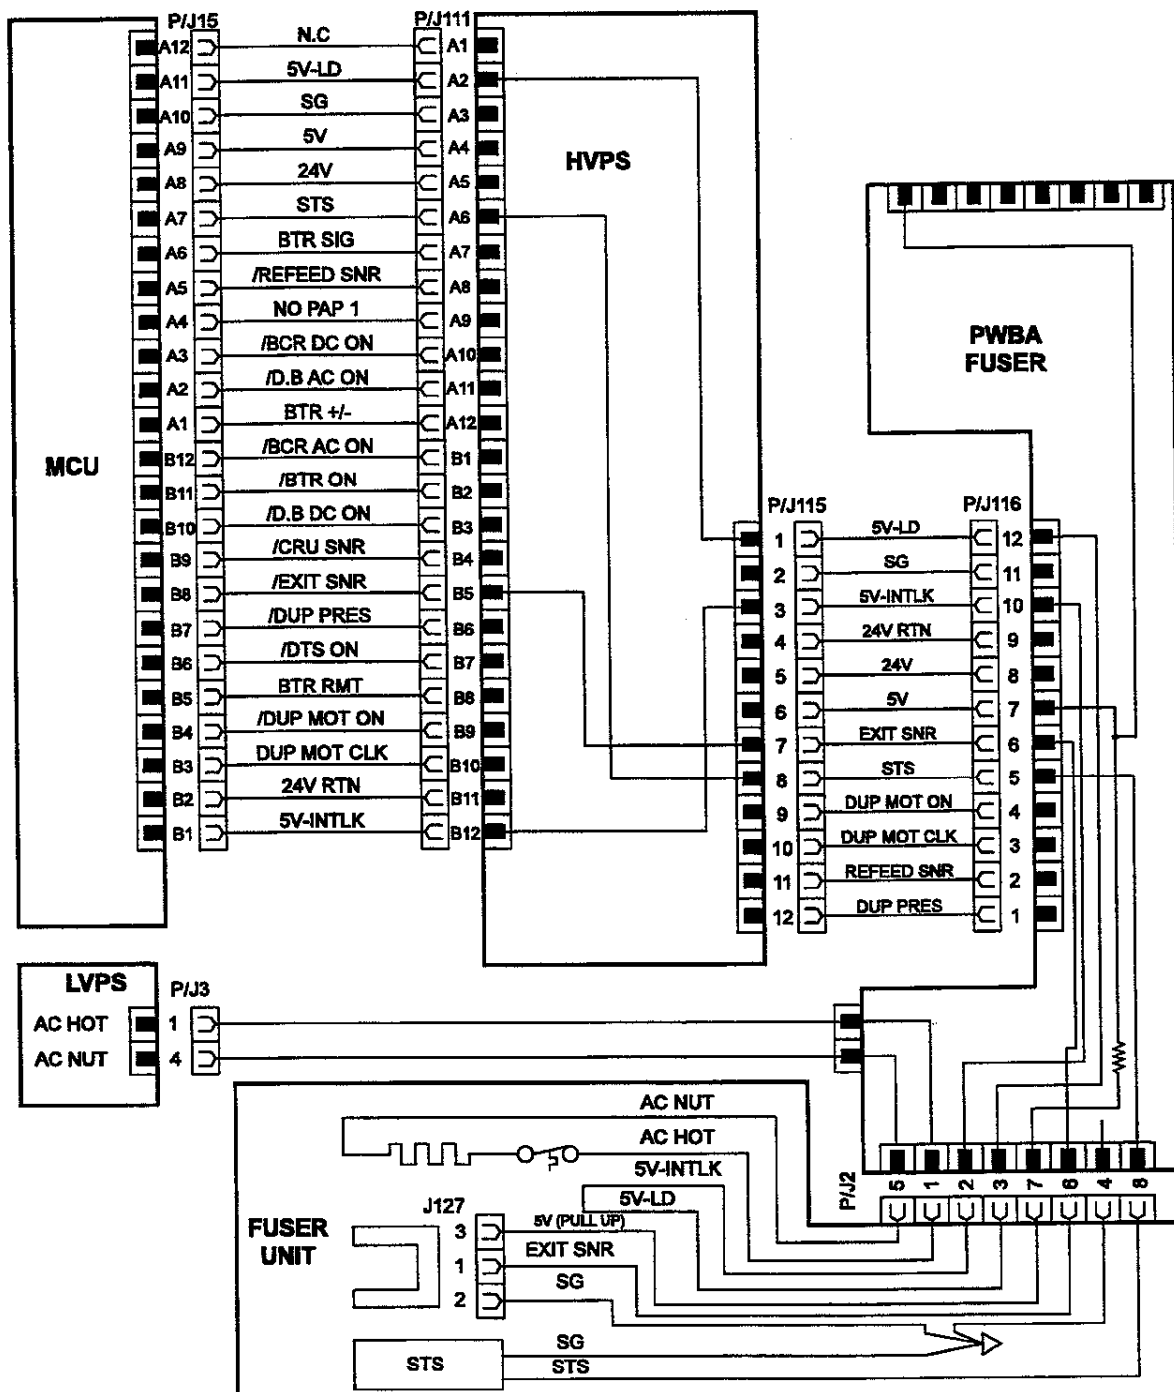 P/J15
P/J111
A12 N.C A1
A11 5V-LD A2
A10 SG A3
A9 5V A4
A8 24V A5
A7 STS A6
A6 BTR SIG A7
A5 /REFEED SNR A8
A4 NO PAP 1 A9
A3 /BCR DC ON A10
A2 /D.B AC ON A11
A1 BTR +/- A12
B12 /BCR AC ON B1
B11 /BTR ON B2
B10 /D.B DC ON B3
B9 /CRU SNR B4
B8 /EXIT SNR B5
B7 /DUP PRES B6
B6 /DTS ON B7
B5 BTR RMT B8
B4 /DUP MOT ON B9
B3 DUP MOT CLK B10
B2 24V RTN B11
B1 5V-INTLK B12
MCU
HVPS
PWBA
FUSER
P/J115
P/J116
1 5V-LD 12
2 SG 11
3 5V-INTLK 10
4 24V RTN 9
5 24V 8
6 5V 7
7 EXIT SNR 6
8 STS 5
9 DUP MOT ON 4
10 DUP MOT CLK 3
11 REFEED SNR 2
12 DUP PRES 1
LVPS
P/J3
AC HOT 1
AC NUT 4
AC NUT
AC HOT
5V-INTLK
5V-LD
P/J2
5 1 2 3 7 6 4 8
FUSER
UNIT
J127
3 5V (PULL UP)
1 EXIT SNR
2 SG
STS
SG
STS